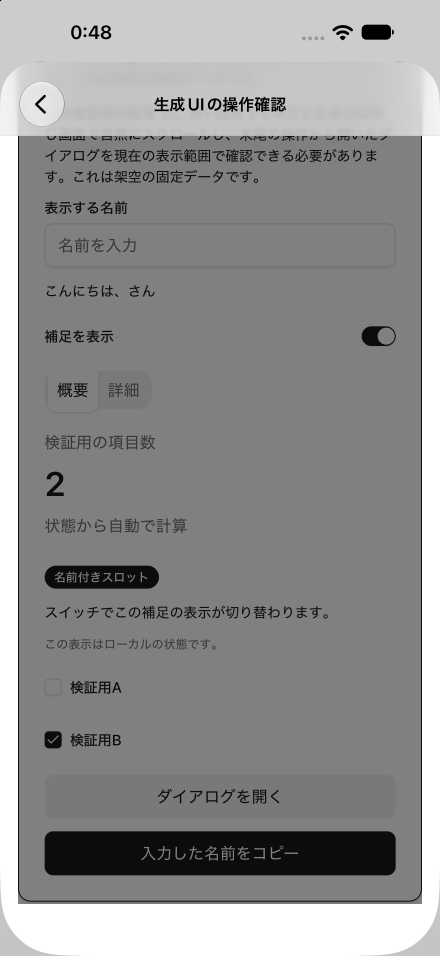 0:48
生成UIの操作確認
し画面で自然にスクロールし、末尾の操作から開いたダ
イアログを現在の表示範囲で確認できる必要がありま
す。これは架空の固定データです。
表示する名前
名前を入力
こんにちは、さん
補足を表示
概要 詳細
検証用の項目数
2
状態から自動で計算
名前付きスロット
スイッチでこの補足の表示が切り替わります。
この表示はローカルの状態です。
検証用A
検証用B
ダイアログを開く
入力した名前をコピー